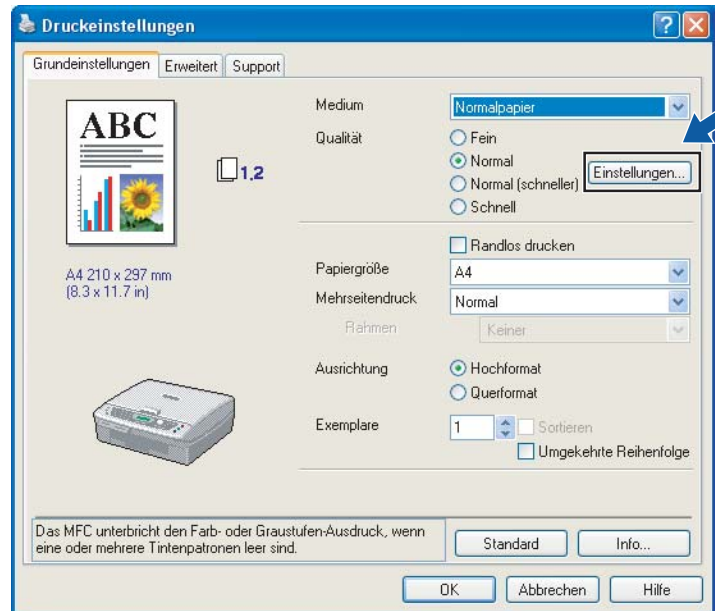 Druckeinstellungen
Grundeinstellungen Erweitert Support
ABC
1.2
A4 210 x 297 mm
(8.3 x 11.7 in)
Medium Normalpapier
Qualität Fein
Normal
Normal (schneller)
Schnell
Einstellungen...
Randlos drucken
Papiergröße A4
Mehrseitendruck Normal
Rahmen Keiner
Ausrichtung Hochformat
Querformat
Exemplare 1 Sortieren
Umgekehrte Reihenfolge
Das MFC unterbricht den Farb- oder Graustufen-Ausdruck, wenn
eine oder mehrere Tintenpatronen leer sind.
Standard Info...
OK Abbrechen Hilfe